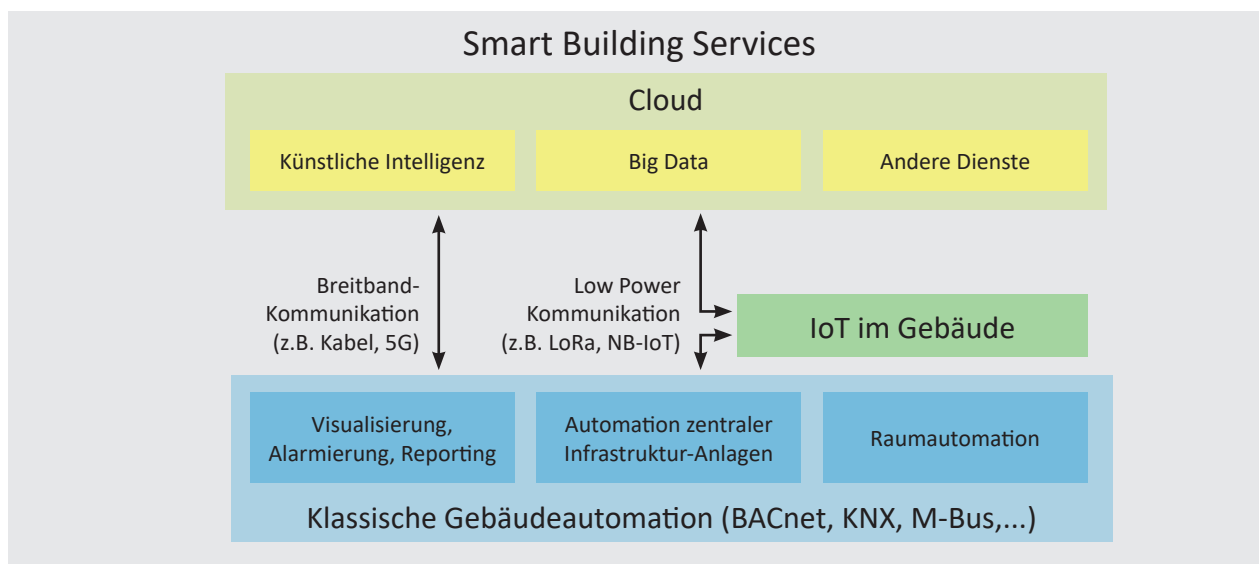 Smart Building Services
Cloud
Künstliche Intelligenz
Big Data
Andere Dienste
Breitband-
Kommunikation
(z.B. Kabel, 5G)
Low Power
Kommunikation
(z.B. LoRa, NB-IoT)
IoT im Gebäude
Visualisierung,
Alarmierung, Reporting
Automation zentraler
Infrastruktur-Anlagen
Raumautomation
Klassische Gebäudeautomation (BACnet, KNX, M-Bus,...)